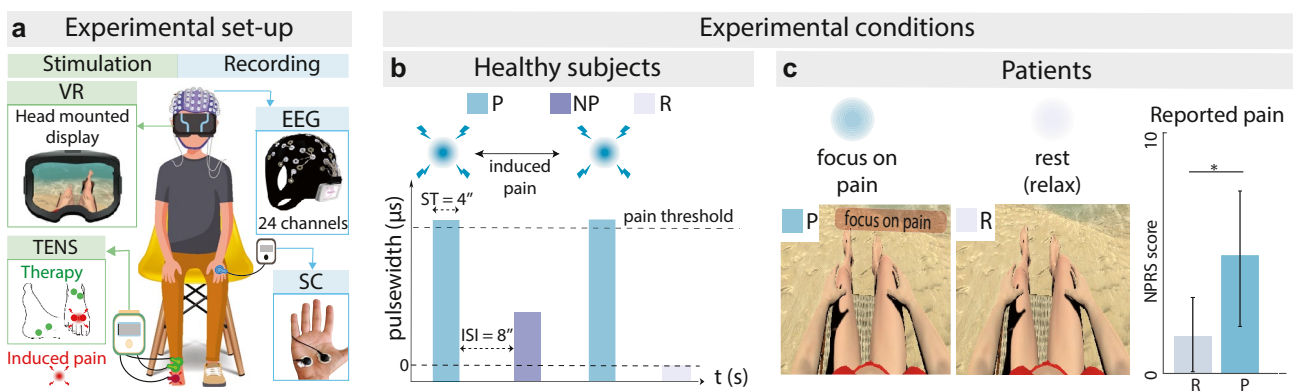 a Experimental set-up
Stimulation
Recording
VR
Head mounted
display
EEG
24 channels
TENS
Therapy
Induced pain
SC
Experimental conditions
b Healthy subjects
P
NP
R
induced
pain
ST = 4”
pain threshold
pulsewidth (µs)
ISI = 8”
0
t (s)
c Patients
focus on
pain
rest
(relax)
P
focus on pain
R
Reported pain
10
*
NPRS score
0
R
P